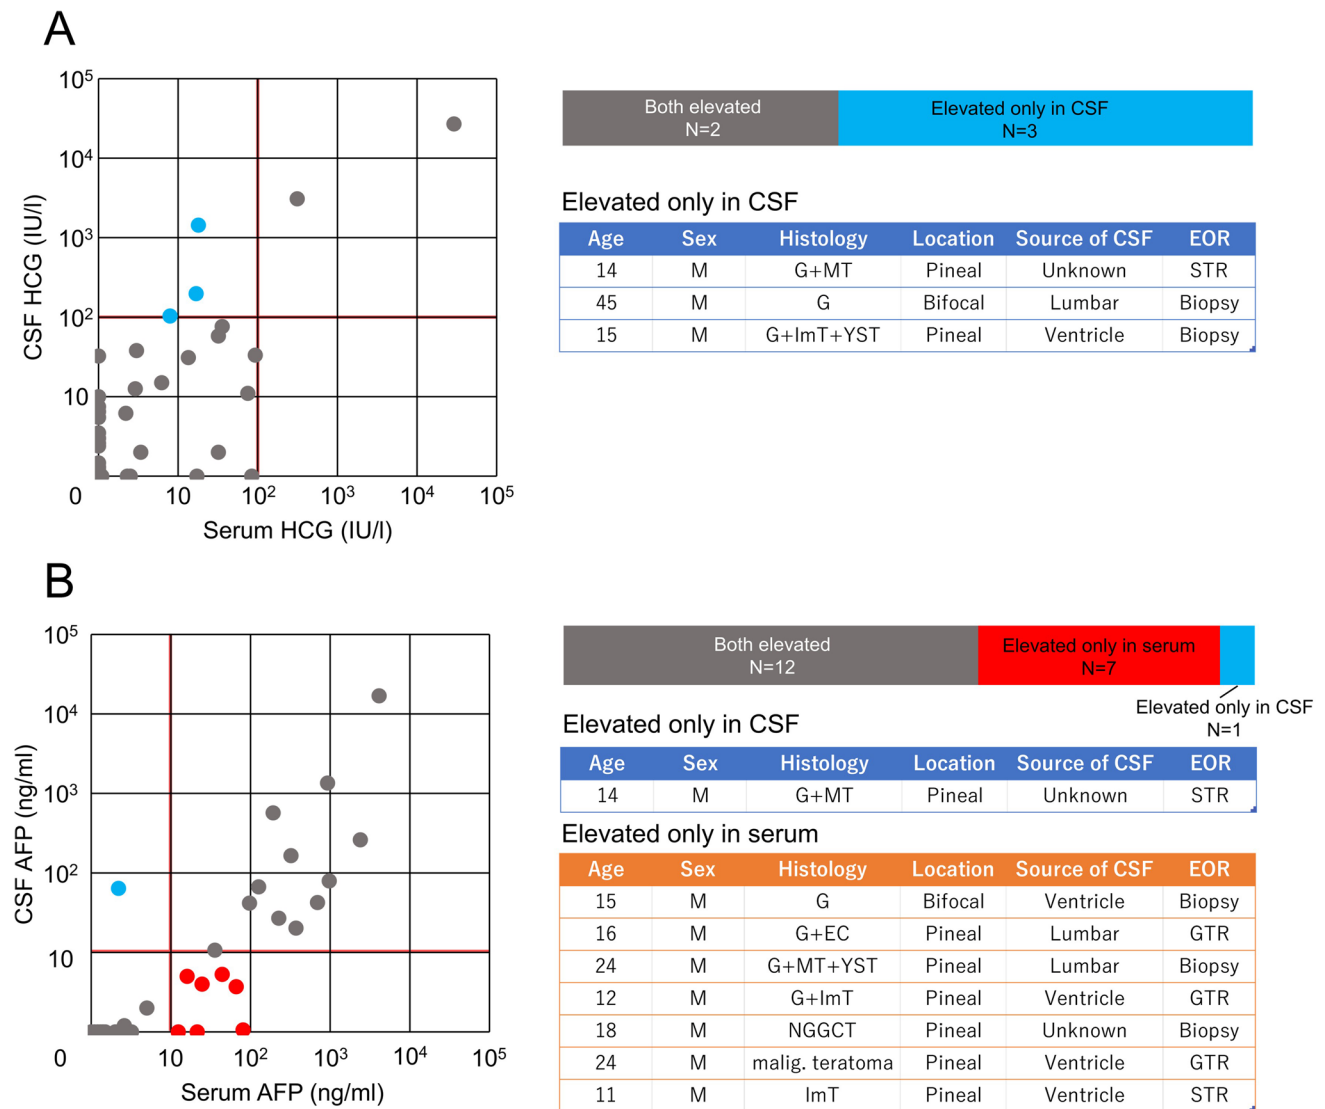 A
10⁵
10⁴
10³
10²
10
0
10
10²
10³
10⁴
10⁵
CSF HCG (IU/l)
Serum HCG (IU/l)
Both elevated
N=2
Elevated only in CSF
N=3
Elevated only in CSF
Age Sex Histology Location Source of CSF EOR
14 M G+MT Pineal Unknown STR
45 M G Bifocal Lumbar Biopsy
15 M G+ImT+YST Pineal Ventricle Biopsy
B
10⁵
10⁴
10³
10²
10
0
10
10²
10³
10⁴
10⁵
CSF AFP (ng/ml)
Serum AFP (ng/ml)
Both elevated
N=12
Elevated only in serum
N=7
Elevated only in CSF
N=1
Elevated only in CSF
Age Sex Histology Location Source of CSF EOR
14 M G+MT Pineal Unknown STR
Elevated only in serum
Age Sex Histology Location Source of CSF EOR
15 M G Bifocal Ventricle Biopsy
16 M G+EC Pineal Lumbar GTR
24 M G+MT+YST Pineal Lumbar Biopsy
12 M G+ImT Pineal Ventricle GTR
18 M NGGCT Pineal Unknown Biopsy
24 M malig. teratoma Pineal Ventricle GTR
11 M ImT Pineal Ventricle STR